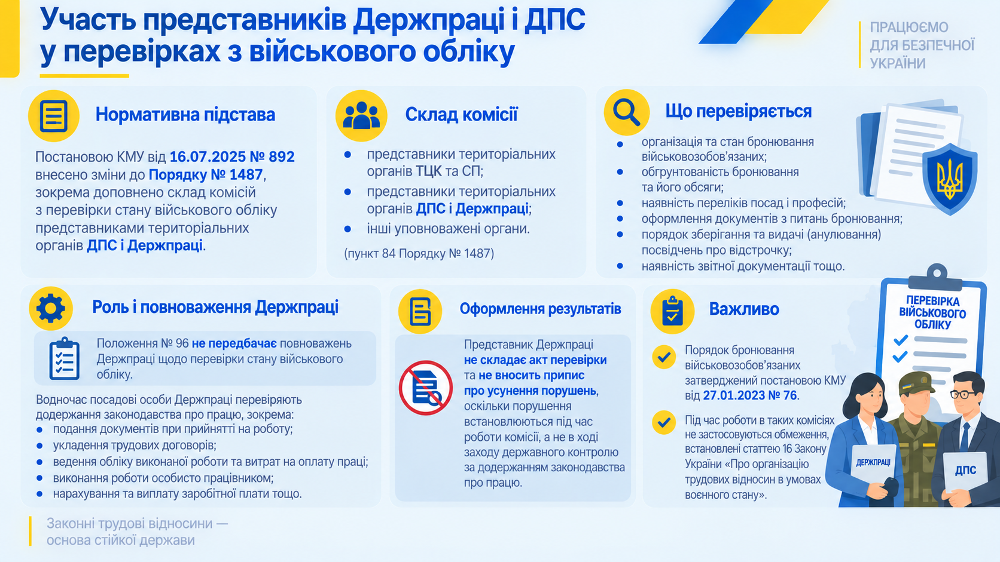 Участь представників Держпраці і ДПС
у перевірках з військового обліку
ПРАЦЮЄМО
ДЛЯ БЕЗПЕЧНОЇ
УКРАЇНИ
Нормативна підстава
Постановою КМУ від 16.07.2025 № 892
внесено зміни до Порядку № 1487,
зокрема доповнено склад комісій
з перевірки стану військового обліку
представниками територіальних
органів ДПС і Держпраці.
Склад комісії
представники територіальних
органів ТЦК та СП;
представники територіальних
органів ДПС і Держпраці;
інші уповноважені органи.
(пункт 84 Порядку № 1487)
Що перевіряється
організація та стан бронювання
військовозобов'язаних;
обгрунтованість бронювання
та його обсяги;
наявність переліків посад і професій;
оформлення документів з питань бронювання;
порядок зберігання та видачі (анулювання)
посвідчень про відстрочку;
наявність звітної документації тощо.
Роль і повноваження Держпраці
Положення № 96 не передбачає повноважень
Держпраці щодо перевірки стану військового
обліку.
Водночас посадові особи Держпраці перевіряють
додержання законодавства про працю, зокрема:
подання документів при прийнятті на роботу;
укладення трудових договорів;
ведення обліку виконаної роботи та витрат на оплату праці;
виконання роботи особисто працівником;
нарахування та виплату заробітної плати тощо.
Оформлення результатів
Представник Держпраці
не складає акт перевірки
та не вносить припис
про усунення порушень,
оскільки порушення
встановлюються під час
роботи комісії, а не в ході
заходу державного контролю
за додержанням законодавства
про працю.
Важливо
Порядок бронювання
військовозобов'язаних
затверджений постановою КМУ
від 27.01.2023 № 76.
Під час роботи в таких комісіях
не застосовуються обмеження,
встановлені статтею 16 Закону
України «Про організацію
трудових відносин в умовах
воєнного стану».
ПЕРЕВІРКА
ВІЙСЬКОВОГО
ОБЛІКУ
ДЕРЖПРАЦІ
ДПС
Законні трудові відносини —
основа стійкої держави